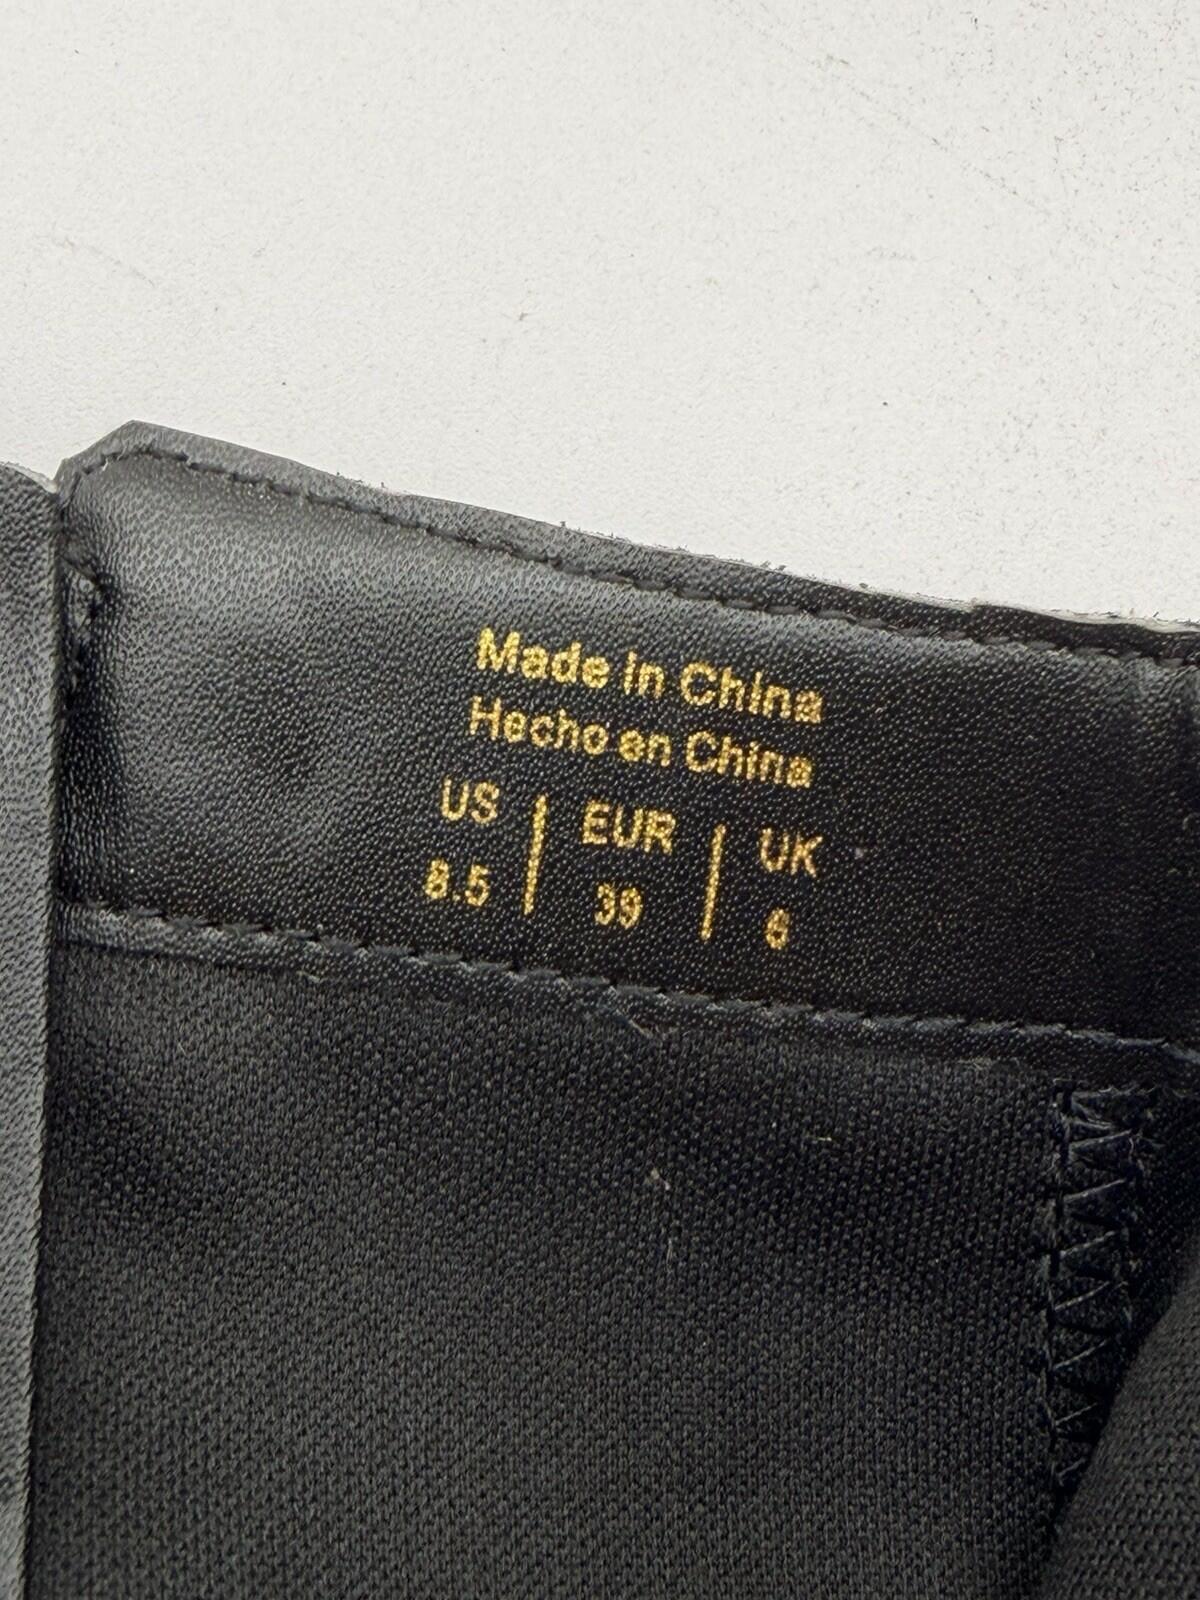 Made in China
Hecho en China
US | EUR | UK
8.5 | 39 | 6